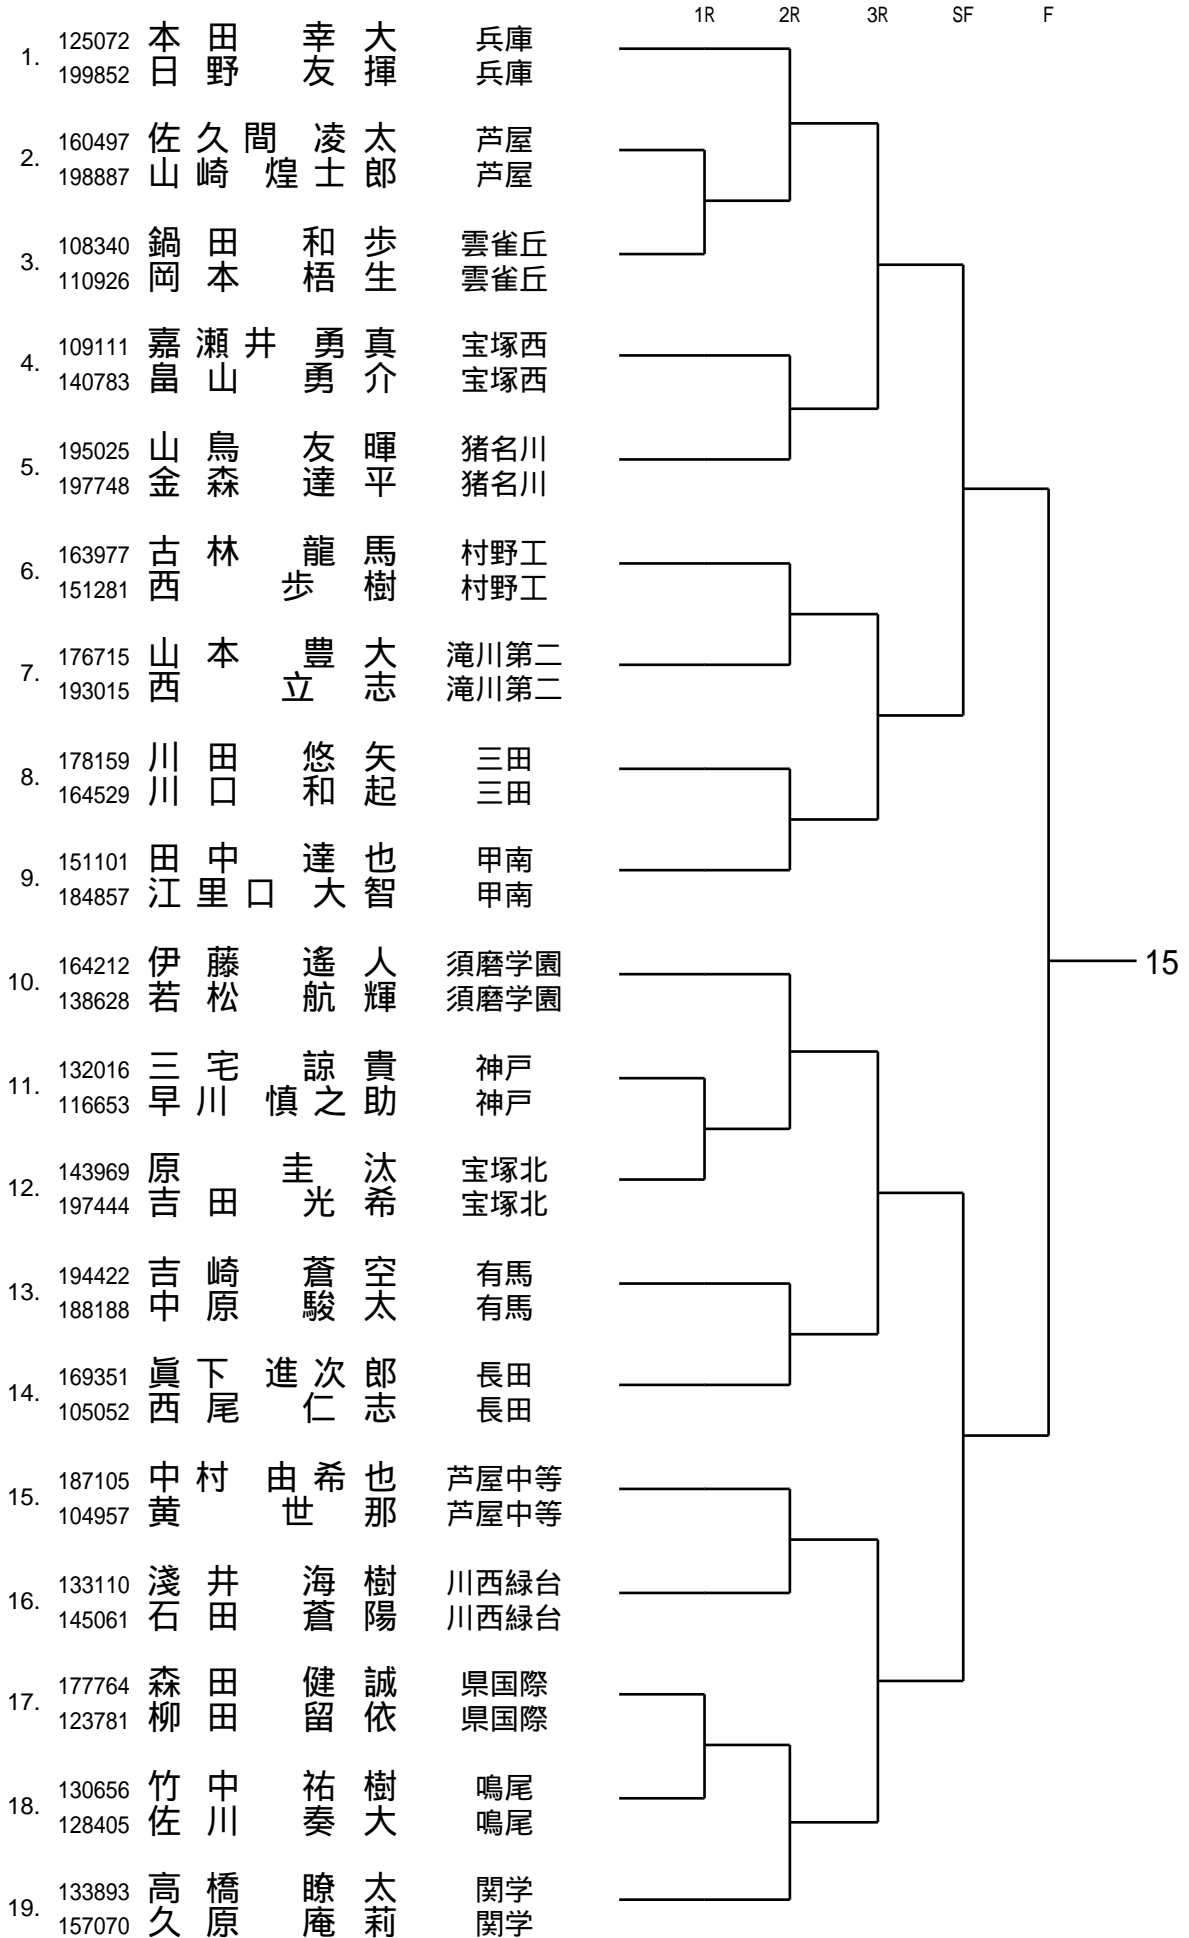 1R 2R 3R SF F
1. 125072 本田 幸大 兵庫
199852 日野 友揮 兵庫
2. 160497 佐久間 凌太 芦屋
198887 山崎 煌士郎 芦屋
3. 108340 鍋田 和歩 雲雀丘
110926 岡本 梧生 雲雀丘
4. 109111 嘉瀬井 勇真 宝塚西
140783 畠山 勇介 宝塚西
5. 195025 山鳥 友暉 猪名川
197748 金森 達平 猪名川
6. 163977 古林 龍馬 村野工
151281 西 歩樹 村野工
7. 176715 山本 豊大 滝川第二
193015 西 立志 滝川第二
8. 178159 川田 悠矢 三田
164529 川口 和起 三田
9. 151101 田中 達也 甲南
184857 江里口 大智 甲南
10. 164212 伊藤 遙人 須磨学園
138628 若松 航輝 須磨学園
15
11. 132016 三宅 諒貴 神戸
116653 早川 慎之助 神戸
12. 143969 原 圭汰 宝塚北
197444 吉田 光希 宝塚北
13. 194422 吉崎 蒼空 有馬
188188 中原 駿太 有馬
14. 169351 眞下 進次郎 長田
105052 西尾 仁志 長田
15. 187105 中村 由希也 芦屋中等
104957 黄 世那 芦屋中等
16. 133110 淺井 海樹 川西緑台
145061 石田 蒼陽 川西緑台
17. 177764 森田 健誠 県国際
123781 柳田 留依 県国際
18. 130656 竹中 祐樹 鳴尾
128405 佐川 奏大 鳴尾
19. 133893 高橋 瞭太 関学
157070 久原 庵莉 関学